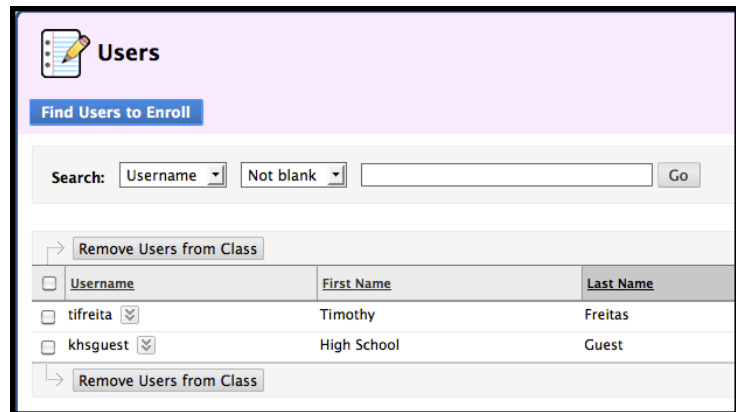 Users
Find Users to Enroll
Search: Username Not blank Go
Remove Users from Class
Username First Name Last Name
tifreita Timothy Freitas
khsguest High School Guest
Remove Users from Class